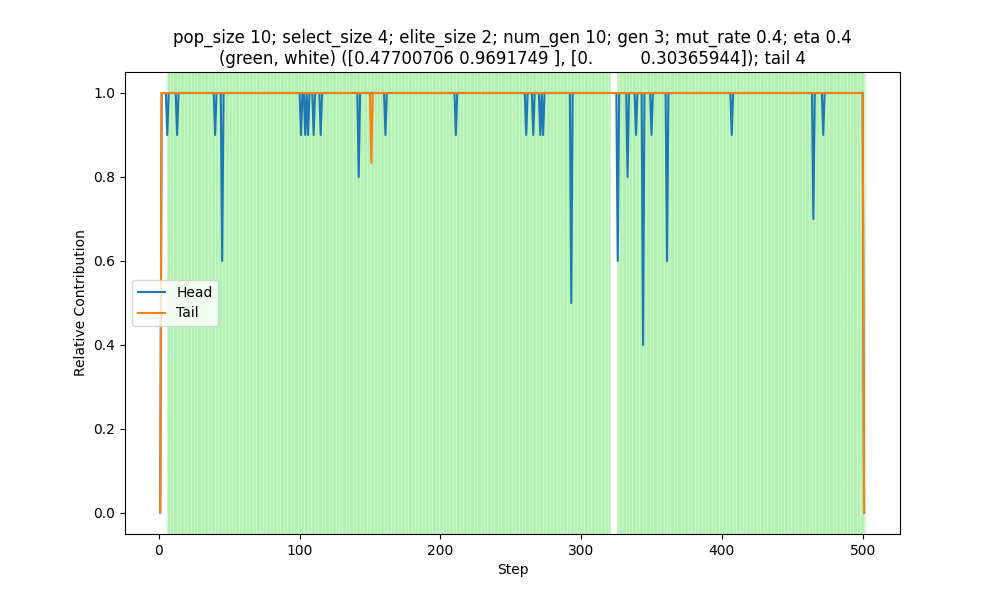 pop_size 10; select_size 4; elite_size 2; num_gen 10; gen 3; mut_rate 0.4; eta 0.4
(green, white) ([0.47700706 0.9691749 ], [0.          0.30365944]); tail 4
1.0
0.8
0.6
0.4
0.2
0.0
Relative Contribution
Head
Tail
0
100
200
300
400
500
Step